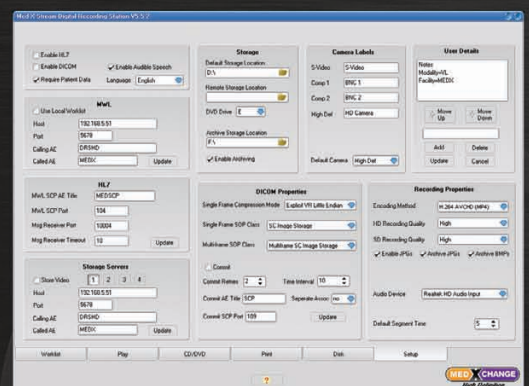 Med X Stream Digital Recording Station V5.5.2
Enable HL7
Enable DICOM
Enable Audible Speech
Require Patient Data
Language English
MWL
Use Local Worklist
Host 192.168.5.51
Port 5678
Calling AE DRSHD
Called AE MEDX
Update
HL7
MWL SCP AE Title MEDSCP
MWL SCP Port 104
Msg Receiver Port 10004
Msg Receiver Timeout 10
Update
Storage Servers
Store Video 1 2 3 4
Host 192.168.5.51
Port 5678
Calling AE DRSHD
Called AE MEDX
Update
Storage
Default Storage Location
D:\
Remote Storage Location
DVD Drive E
Archive Storage Location
F:\
Enable Archiving
Camera Labels
S-Video S-Video
Comp 1 BNC 1
Comp 2 BNC 2
High Def HD Camera
Default Camera High Def
User Details
Notes
Modality=VL
Facility=MEDX
Move Up
Move Down
Add Delete
Update Cancel
DICOM Properties
Single Frame Compression Mode Explicit VR Little Endian
Single Frame SOP Class SC Image Storage
Multiframe SOP Class Multiframe SC Image Storage
Commit
Commit Retries 2 Time Interval 10
Commit AE Title SCP Seperate Assoc no
Commit SCP Port 109 Update
Recording Properties
Encoding Method H.264 AVCHD (MP4)
HD Recording Quality High
SD Recording Quality High
Enable JPGs Archive JPGs Archive BMPs
Audio Device Realtek HD Audio Input
Default Segment Time 5
Worklist Play CD/DVD Print Disk Setup
?
MED X CHANGE
High Definition